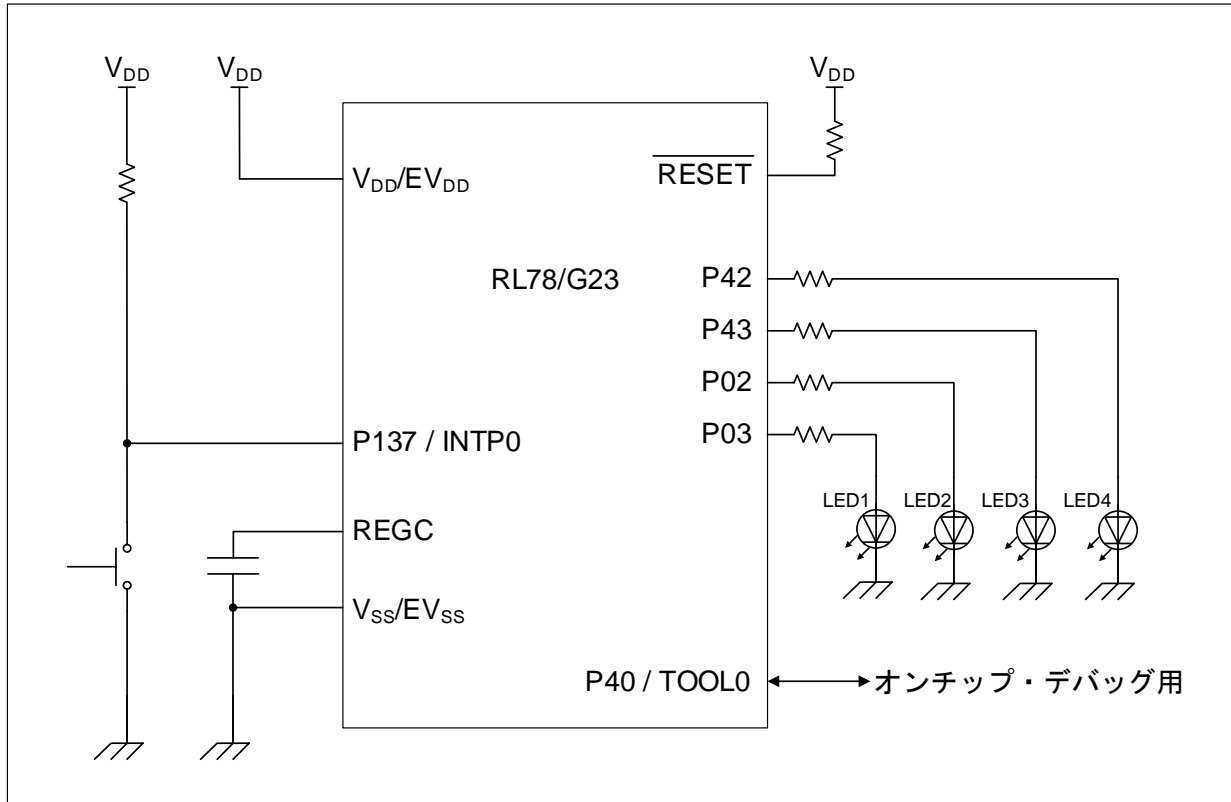 VDD
VDD
VDD
VDD/EVDD
RESET
RL78/G23
P42
P43
P02
P03
P137 / INTP0
REGC
VSS/EVSS
LED1
LED2
LED3
LED4
P40 / TOOL0
オンチップ・デバッグ用